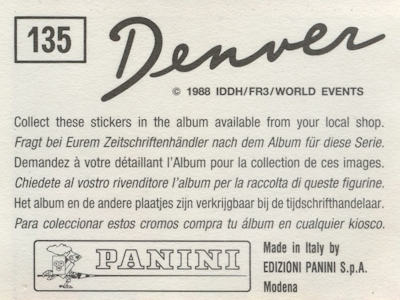 135
Denver
© 1988 IDDH/FR3/WORLD EVENTS
Collect these stickers in the album available from your local shop.
Fragt bei Eurem Zeitschriftenhändler nach dem Album für diese Serie.
Demandez à votre détaillant l'Album pour la collection de ces images.
Chiedete al vostro rivenditore l'album per la raccolta di queste figurine.
Het album en de andere plaatjes zijn verkrijgbaar bij de tijdschrifthandelaar.
Para coleccionar estos cromos compra tu álbum en cualquier kiosco.
PANINI
Made in Italy by
EDIZIONI PANINI S.p.A.
Modena